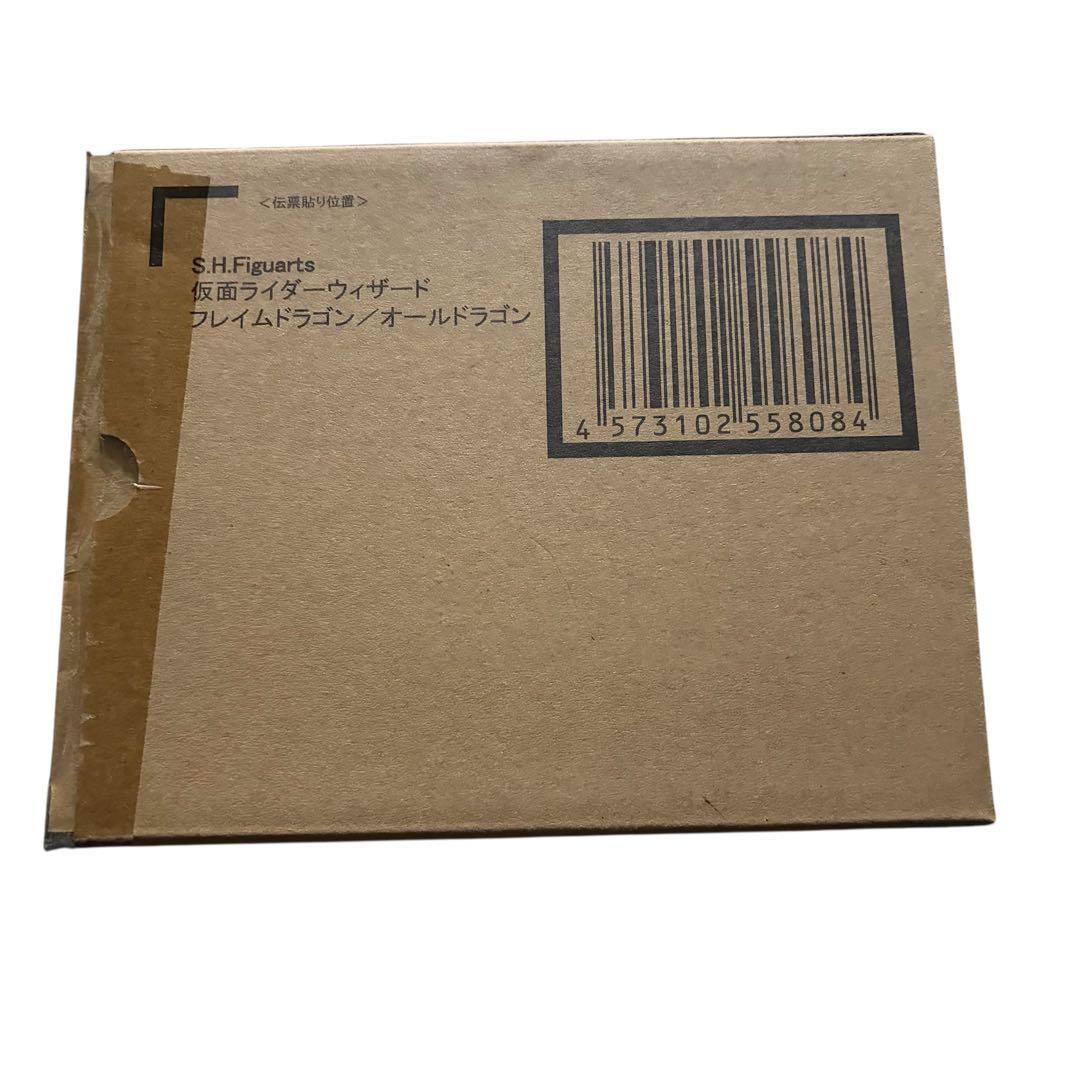 ＜伝票貼り位置＞
S.H.Figuarts
仮面ライダーウィザード
フレイムドラゴン／オールドラゴン
4 573102 558084